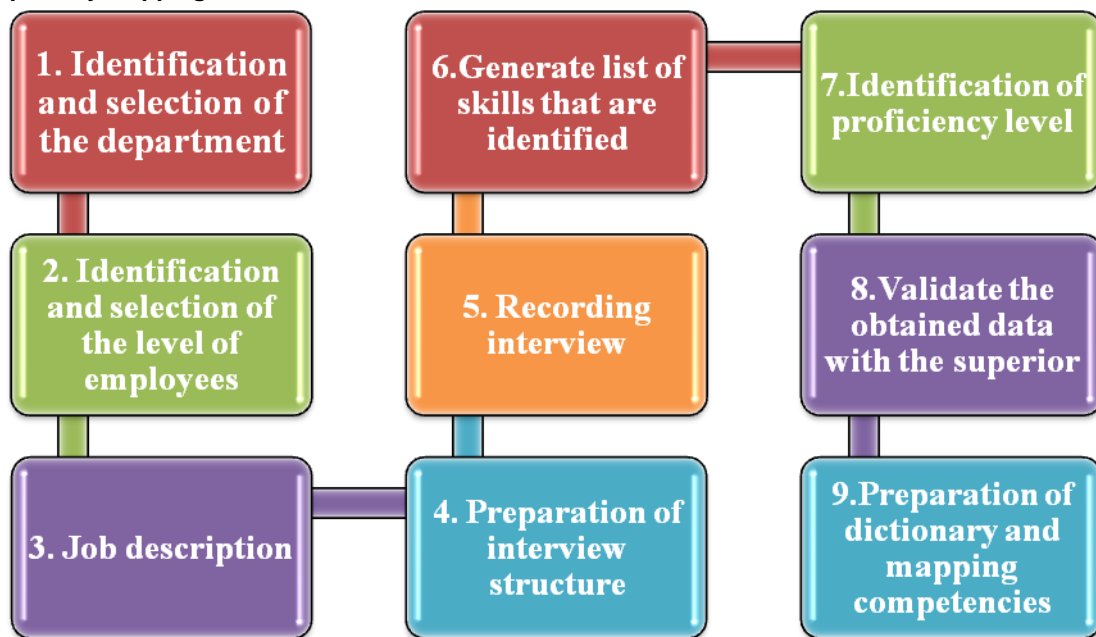 1. Identification
and selection of
the department
2. Identification
and selection of
the level of
employees
3. Job description
4. Preparation of
interview
structure
5. Recording
interview
6.Generate list of
skills that are
identified
7.Identification of
proficiency level
8.Validate the
obtained data
with the superior
9.Preparation of
dictionary and
mapping
competencies